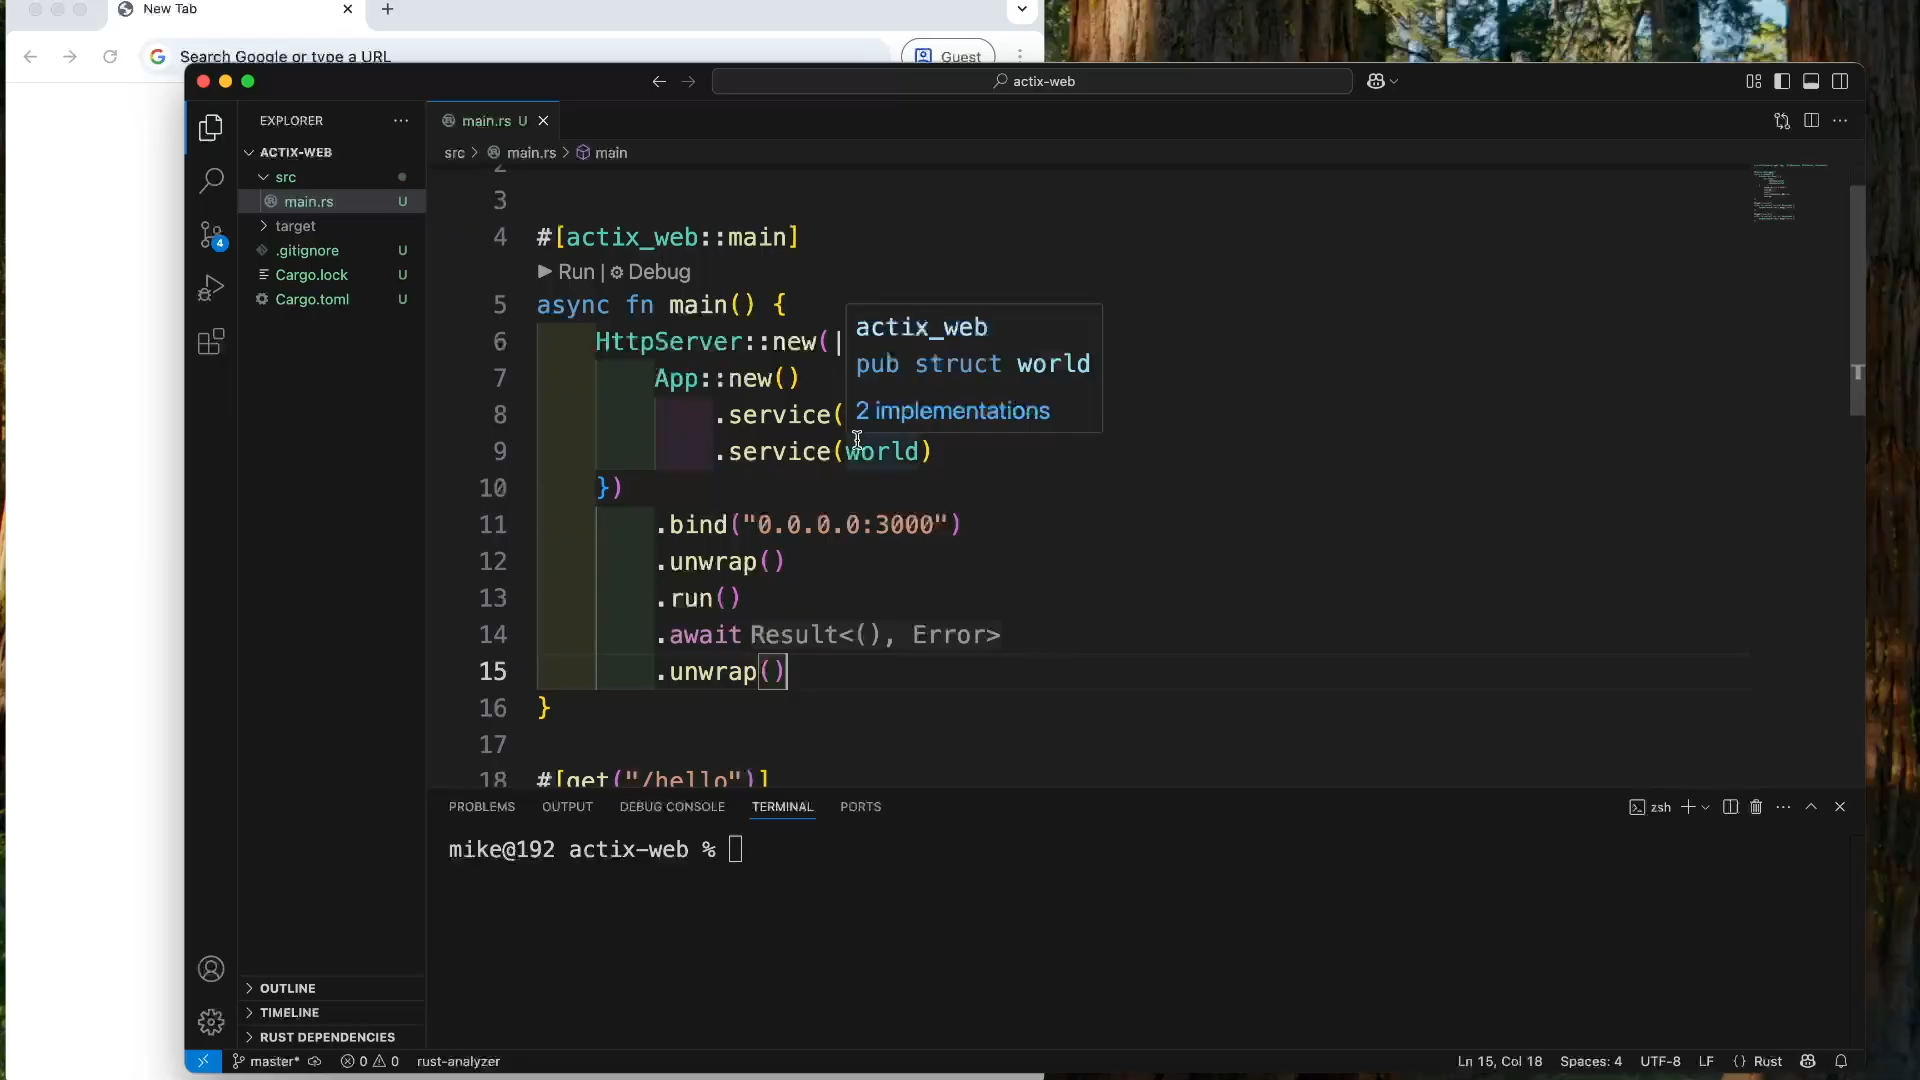 New Tab
Search Google or type a URL
Guest
actix-web
EXPLORER
ACTIX-WEB
src
main.rs U
target
.gitignore U
Cargo.lock U
Cargo.toml U
4
OUTLINE
TIMELINE
RUST DEPENDENCIES
main.rs U
src > main.rs > main
2
3
4 #[actix_web::main]
Run | Debug
5 async fn main() {
6 HttpServer::new(|
7 App::new()
8 .service(
9 .service(world)
10 })
11 .bind("0.0.0.0:3000")
12 .unwrap()
13 .run()
14 .await Result<(), Error>
15 .unwrap()
16 }
17
18 #[get("/hello")]
actix_web
pub struct world
2 implementations
PROBLEMS OUTPUT DEBUG CONSOLE TERMINAL PORTS
zsh
mike@192 actix-web %
master* 0 0 rust-analyzer
Ln 15, Col 18 Spaces: 4 UTF-8 LF {} Rust